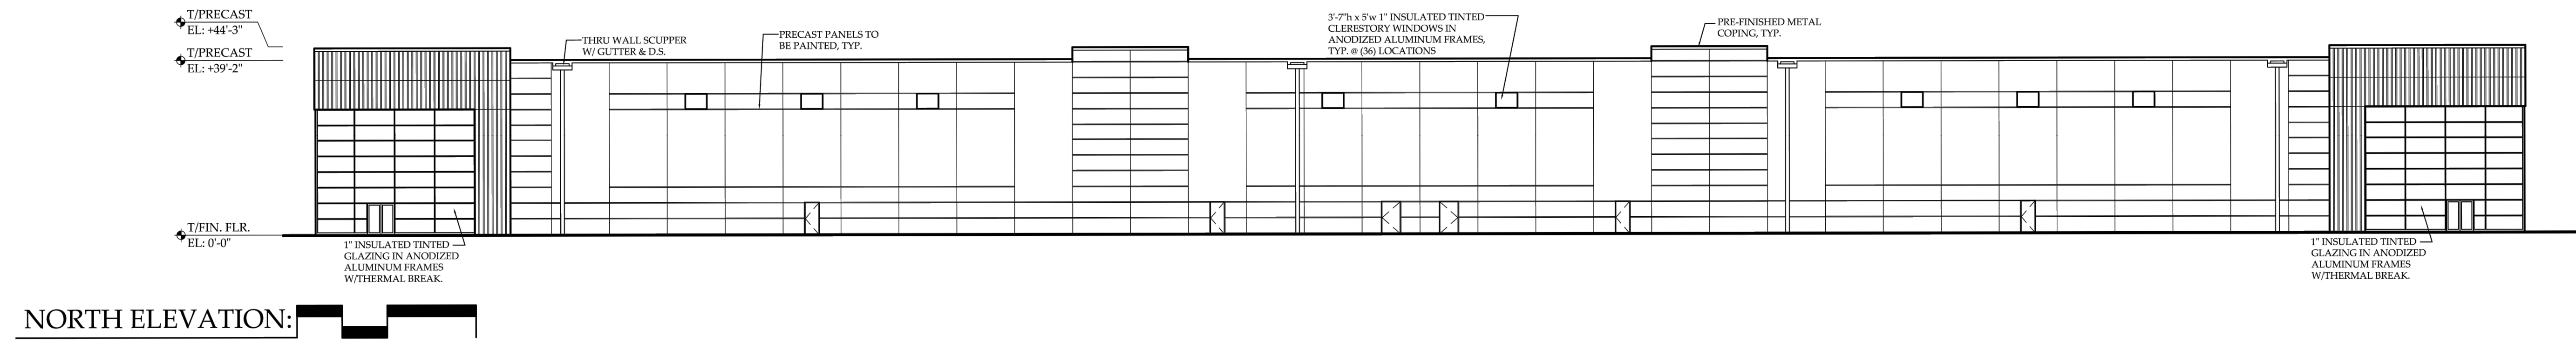 T/PRECAST
EL: +44'-3"
T/PRECAST
EL: +39'-2"
T/FIN. FLR.
EL: 0'-0"
THRU WALL SCUPPER
W/ GUTTER & D.S.
PRECAST PANELS TO
BE PAINTED, TYP.
3'-7"h x 5'w 1" INSULATED TINTED
CLERESTORY WINDOWS IN
ANODIZED ALUMINUM FRAMES,
TYP. @ (36) LOCATIONS
PRE-FINISHED METAL
COPING, TYP.
1" INSULATED TINTED
GLAZING IN ANODIZED
ALUMINUM FRAMES
W/THERMAL BREAK.
1" INSULATED TINTED
GLAZING IN ANODIZED
ALUMINUM FRAMES
W/THERMAL BREAK.
NORTH ELEVATION: